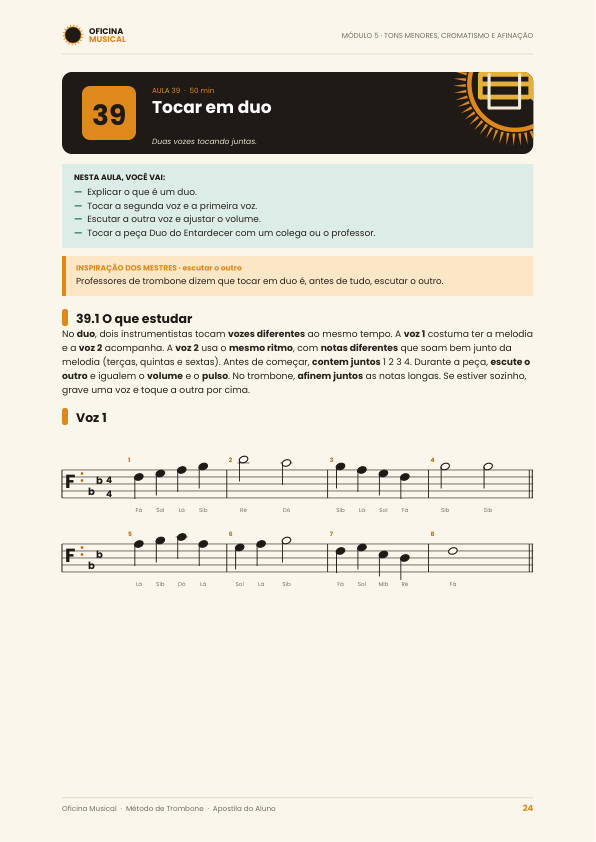 OFICINA
MUSICAL
MÓDULO 5 · TONS MENORES, CROMATISMO E AFINAÇÃO
39
AULA 39 · 50 min
Tocar em duo
Duas vozes tocando juntas.
NESTA AULA, VOCÊ VAI:
— Explicar o que é um duo.
— Tocar a segunda voz e a primeira voz.
— Escutar a outra voz e ajustar o volume.
— Tocar a peça Duo do Entardecer com um colega ou o professor.
INSPIRAÇÃO DOS MESTRES · escutar o outro
Professores de trombone dizem que tocar em duo é, antes de tudo, escutar o outro.
39.1 O que estudar
No duo, dois instrumentistas tocam vozes diferentes ao mesmo tempo. A voz 1 costuma ter a melodia
e a voz 2 acompanha. A voz 2 usa o mesmo ritmo, com notas diferentes que soam bem junto da
melodia (terças, quintas e sextas). Antes de começar, contem juntos 1 2 3 4. Durante a peça, escute o
outro e igualem o volume e o pulso. No trombone, afinem juntos as notas longas. Se estiver sozinho,
grave uma voz e toque a outra por cima.
Voz 1
1 2 3 4
F : b b 4 4
Fá Sol Lá Sib Ré Dó Sib Lá Sol Fá Sib Sib
5 6 7 8
F : b b
Lá Sib Dó Lá Sol Lá Sib Fá Sol Mib Ré Fá
Oficina Musical · Método de Trombone · Apostila do Aluno
24